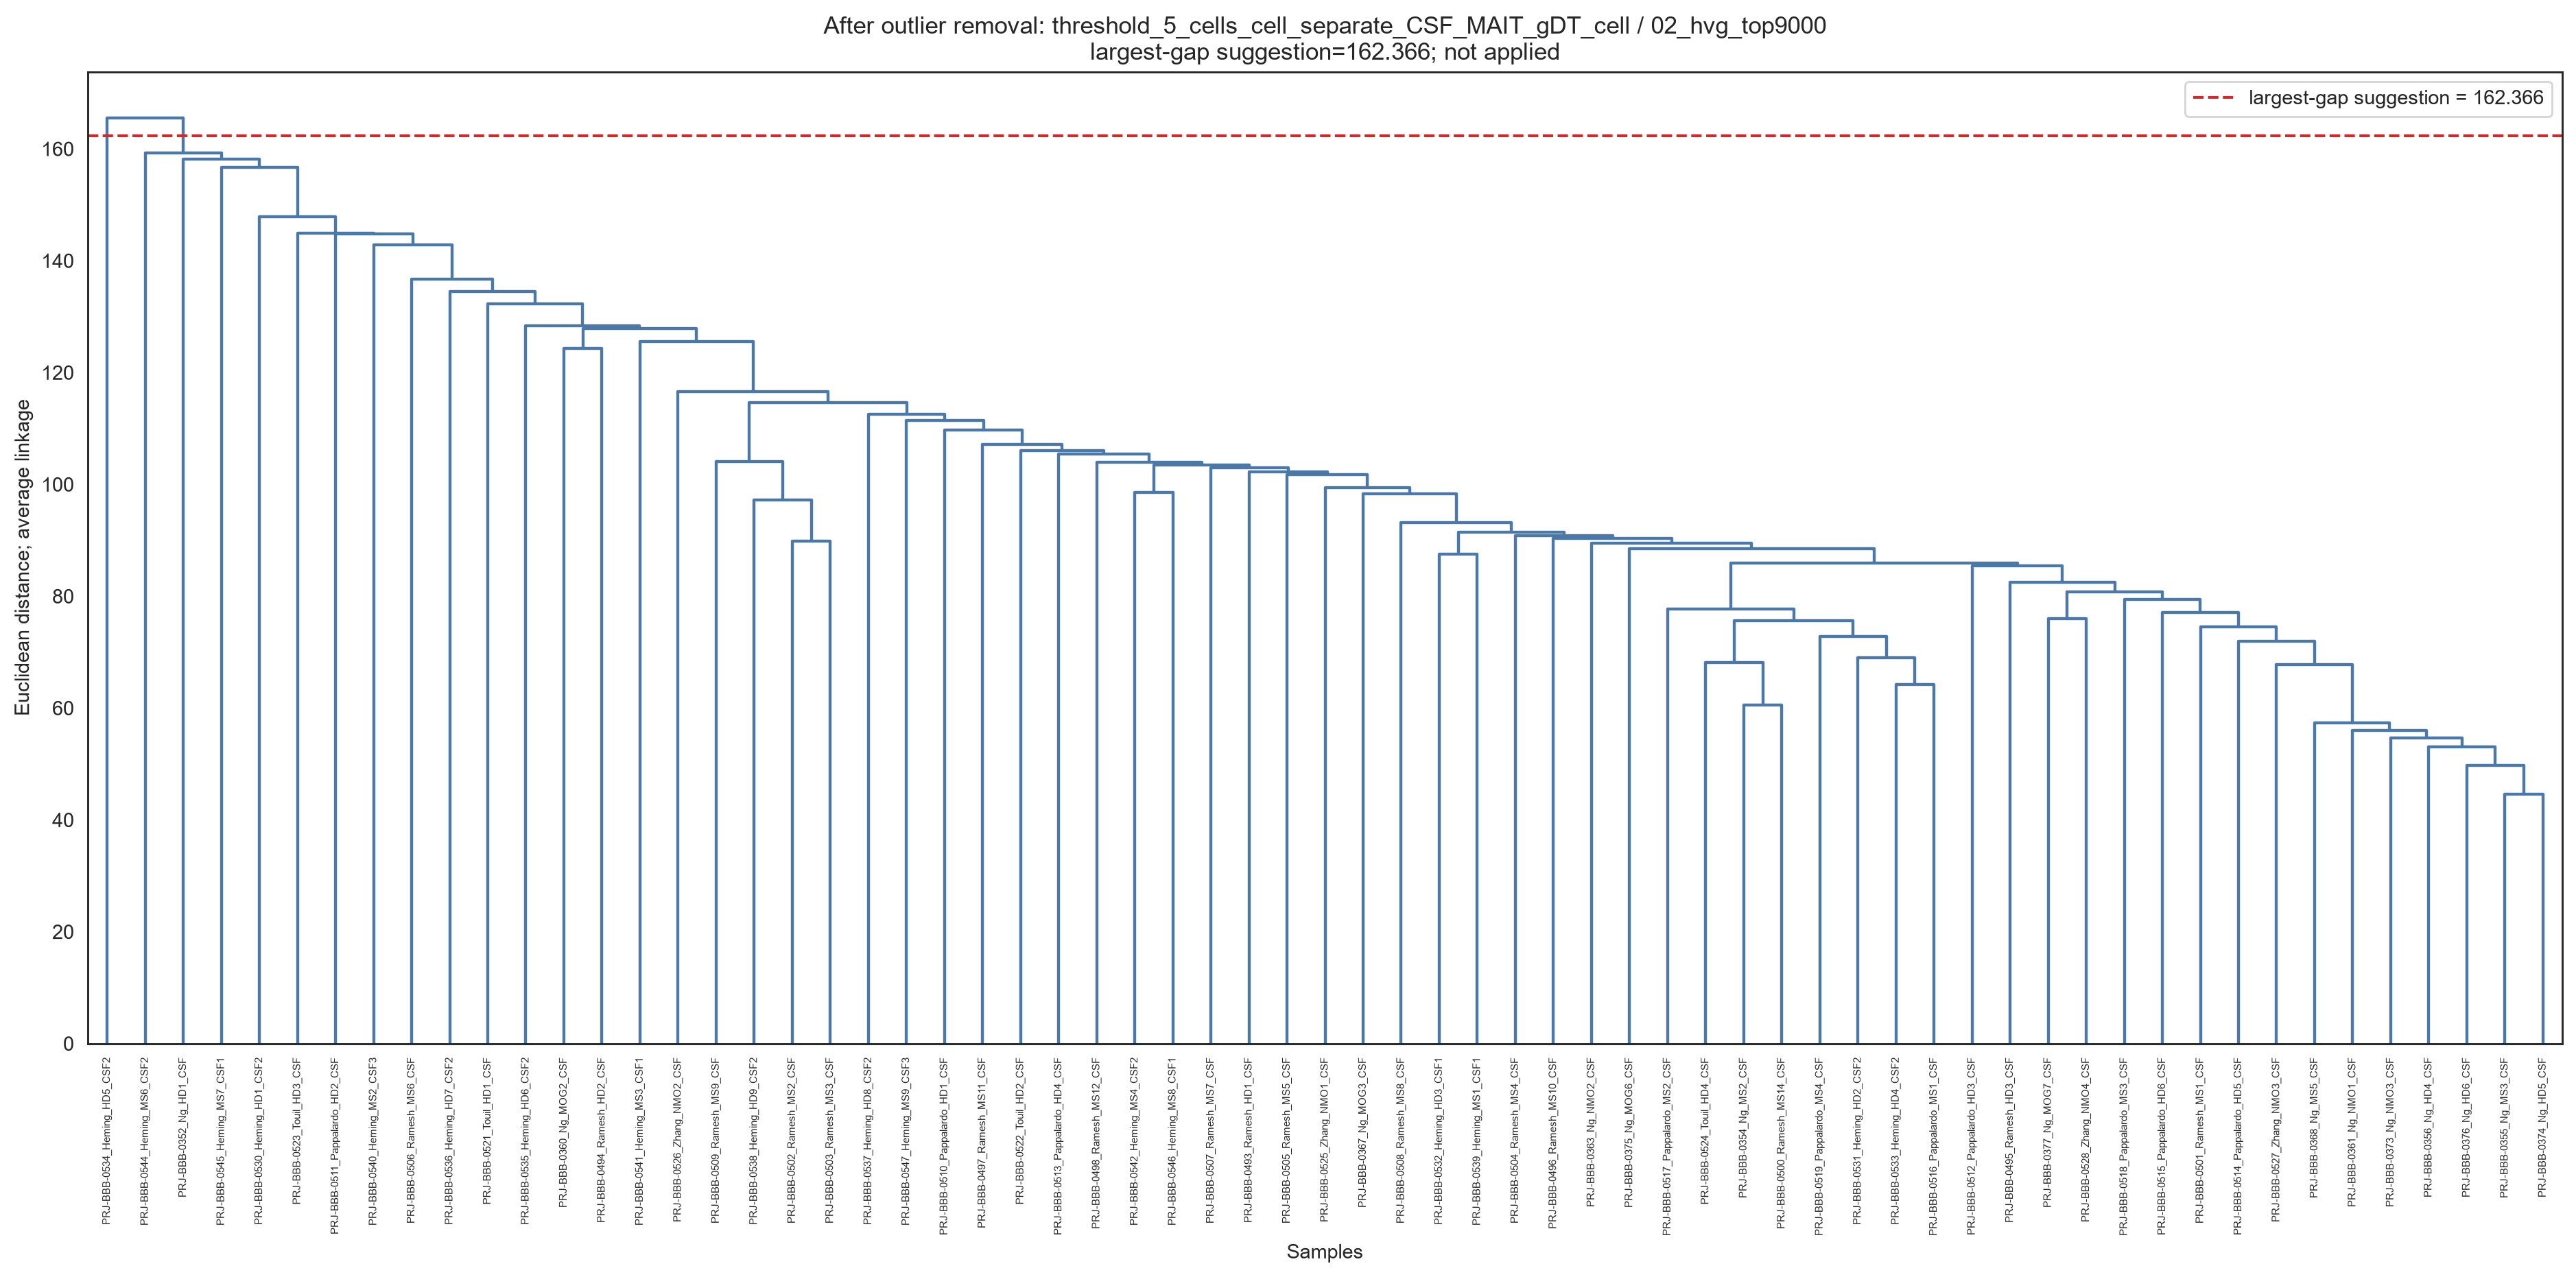 After outlier removal: threshold_5_cells_cell_separate_CSF_MAIT_gDT_cell / 02_hvg_top9000
largest-gap suggestion=162.366; not applied
largest-gap suggestion = 162.366
Euclidean distance; average linkage
160
140
120
100
80
60
40
20
0
PRJ-BBB-0534_Heming_HD5_CSF2
PRJ-BBB-0544_Heming_MS6_CSF2
PRJ-BBB-0352_Ng_HD1_CSF
PRJ-BBB-0545_Heming_MS7_CSF1
PRJ-BBB-0530_Heming_HD1_CSF2
PRJ-BBB-0523_Touil_HD3_CSF
PRJ-BBB-0511_Pappalardo_HD2_CSF
PRJ-BBB-0540_Heming_MS2_CSF3
PRJ-BBB-0506_Ramesh_MS6_CSF
PRJ-BBB-0536_Heming_HD7_CSF2
PRJ-BBB-0521_Touil_HD1_CSF
PRJ-BBB-0535_Heming_HD6_CSF2
PRJ-BBB-0360_Ng_MOG2_CSF
PRJ-BBB-0494_Ramesh_HD2_CSF
PRJ-BBB-0541_Heming_MS3_CSF1
PRJ-BBB-0526_Zhang_NMO2_CSF
PRJ-BBB-0509_Ramesh_MS9_CSF
PRJ-BBB-0538_Heming_HD9_CSF2
PRJ-BBB-0502_Ramesh_MS2_CSF
PRJ-BBB-0503_Ramesh_MS3_CSF
PRJ-BBB-0537_Heming_HD8_CSF2
PRJ-BBB-0547_Heming_MS9_CSF3
PRJ-BBB-0510_Pappalardo_HD1_CSF
PRJ-BBB-0497_Ramesh_MS11_CSF
PRJ-BBB-0522_Touil_HD2_CSF
PRJ-BBB-0513_Pappalardo_HD4_CSF
PRJ-BBB-0498_Ramesh_MS12_CSF
PRJ-BBB-0542_Heming_MS4_CSF2
PRJ-BBB-0546_Heming_MS8_CSF1
PRJ-BBB-0507_Ramesh_MS7_CSF
PRJ-BBB-0493_Ramesh_HD1_CSF
PRJ-BBB-0505_Ramesh_MS5_CSF
PRJ-BBB-0525_Zhang_NMO1_CSF
PRJ-BBB-0367_Ng_MOG3_CSF
PRJ-BBB-0508_Ramesh_MS8_CSF
PRJ-BBB-0532_Heming_HD3_CSF1
PRJ-BBB-0539_Heming_MS1_CSF1
PRJ-BBB-0504_Ramesh_MS4_CSF
PRJ-BBB-0496_Ramesh_MS10_CSF
PRJ-BBB-0363_Ng_NMO2_CSF
PRJ-BBB-0375_Ng_MOG6_CSF
PRJ-BBB-0517_Pappalardo_MS2_CSF
PRJ-BBB-0524_Touil_HD4_CSF
PRJ-BBB-0354_Ng_MS2_CSF
PRJ-BBB-0500_Ramesh_MS14_CSF
PRJ-BBB-0519_Pappalardo_MS4_CSF
PRJ-BBB-0531_Heming_HD2_CSF2
PRJ-BBB-0533_Heming_HD4_CSF2
PRJ-BBB-0516_Pappalardo_MS1_CSF
PRJ-BBB-0512_Pappalardo_HD3_CSF
PRJ-BBB-0495_Ramesh_HD3_CSF
PRJ-BBB-0377_Ng_MOG7_CSF
PRJ-BBB-0528_Zhang_NMO4_CSF
PRJ-BBB-0518_Pappalardo_MS3_CSF
PRJ-BBB-0515_Pappalardo_HD6_CSF
PRJ-BBB-0501_Ramesh_MS1_CSF
PRJ-BBB-0514_Pappalardo_HD5_CSF
PRJ-BBB-0527_Zhang_NMO3_CSF
PRJ-BBB-0368_Ng_MS5_CSF
PRJ-BBB-0361_Ng_NMO1_CSF
PRJ-BBB-0373_Ng_NMO3_CSF
PRJ-BBB-0356_Ng_HD4_CSF
PRJ-BBB-0376_Ng_HD6_CSF
PRJ-BBB-0355_Ng_MS3_CSF
PRJ-BBB-0374_Ng_HD5_CSF
Samples